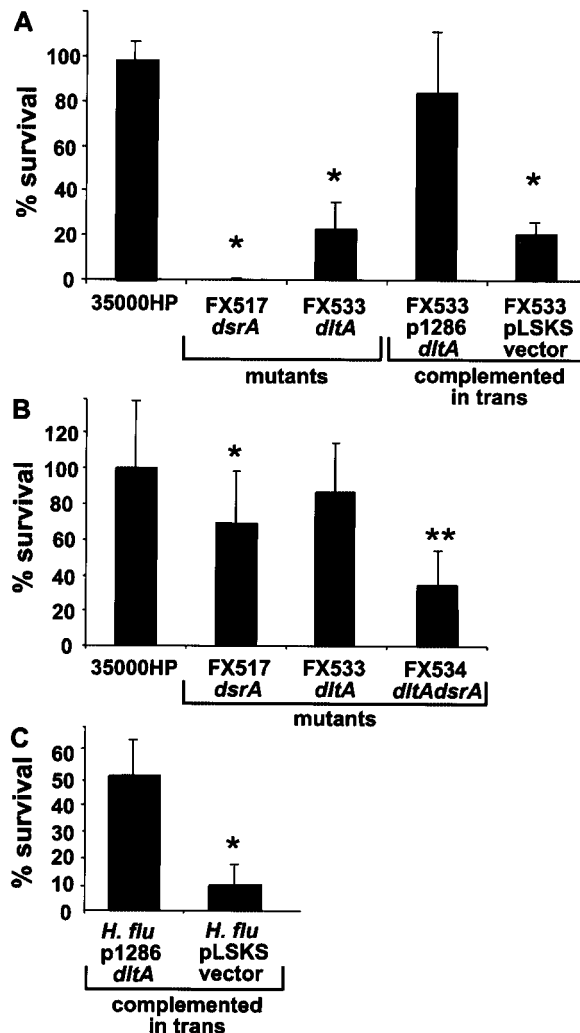 A
% survival
100
80
60
40
20
0
*
*
*
35000HP
FX517
dsrA
FX533
dltA
FX533
p1286
dltA
FX533
pLSKS
vector
mutants
complemented
in trans
B
% survival
120
100
80
60
40
20
0
*
**
35000HP
FX517
dsrA
FX533
dltA
FX534
dltAdsrA
mutants
C
% survival
60
50
40
30
20
10
0
*
H. flu
p1286
dltA
H. flu
pLSKS
vector
complemented
in trans